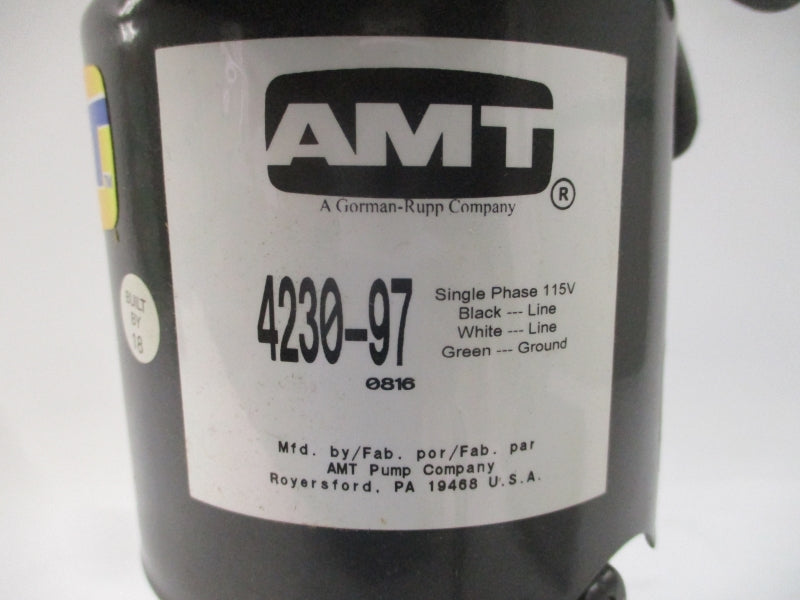 AMT
®
A Gorman-Rupp Company
4230-97
0816
Single Phase 115V
Black --- Line
White --- Line
Green --- Ground
Mfd. by/Fab. por/Fab. par
AMT Pump Company
Royersford, PA 19468 U.S.A.
T
TM
BUILT
BY
18